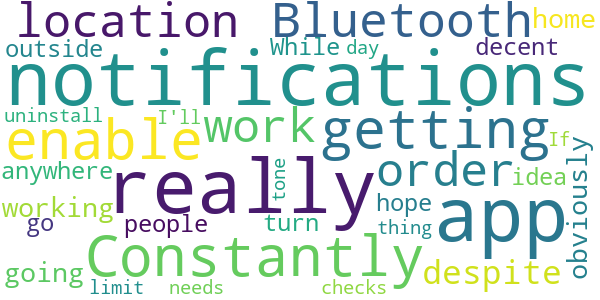 location Bluetooth home
outside While day decent
notifications
uninstall I'll
enable work getting
anywhere really tone order idea If obviously
working hope app
go people turn thing
Constantly despite
going limit needs checks